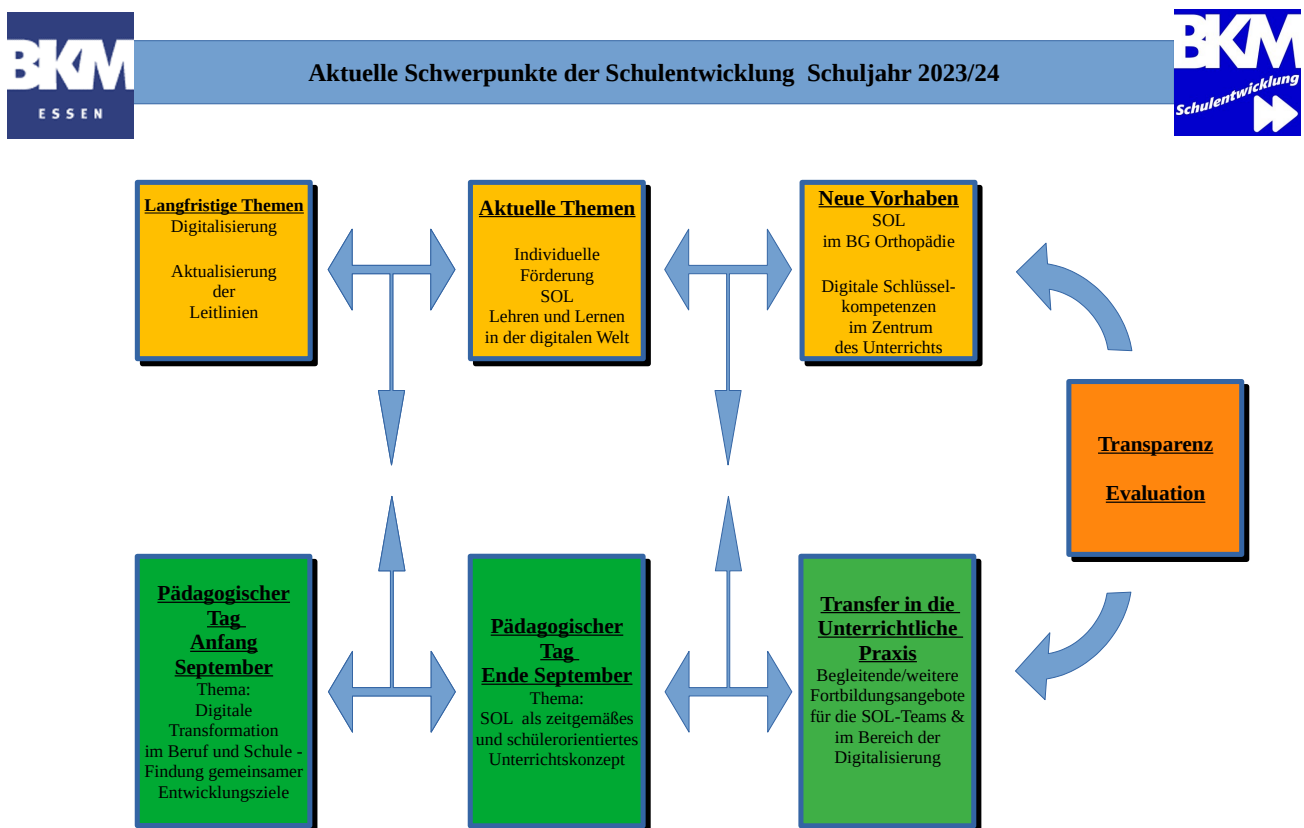 BKM
ESSEN
Aktuelle Schwerpunkte der Schulentwicklung Schuljahr 2023/24
BKM
Schulentwicklung
Langfristige Themen
Digitalisierung
Aktualisierung
der
Leitlinien
Aktuelle Themen
Individuelle
Förderung
SOL
Lehren und Lernen
in der digitalen Welt
Neue Vorhaben
SOL
im BG Orthopädie
Digitale Schlüssel-
kompetenzen
im Zentrum
des Unterrichts
Transparenz
Evaluation
Pädagogischer
Tag
Anfang
September
Thema:
Digitale
Transformation
im Beruf und Schule -
Findung gemeinsamer
Entwicklungsziele
Pädagogischer
Tag
Ende September
Thema:
SOL als zeitgemäßes
und schülerorientiertes
Unterrichtskonzept
Transfer in die
Unterrichtliche
Praxis
Begleitende/weitere
Fortbildungsangebote
für die SOL-Teams &
im Bereich der
Digitalisierung